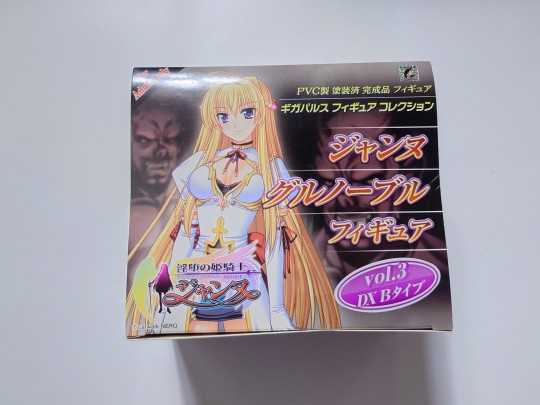 PVC製 塗装済 完成品 フィギュア
ギガパルス フィギュア コレクション
ジャンヌ
グルノーブル
フィギュア
淫堕の姫騎士
ジャンヌ
vol.3
DX Bタイプ
NERO